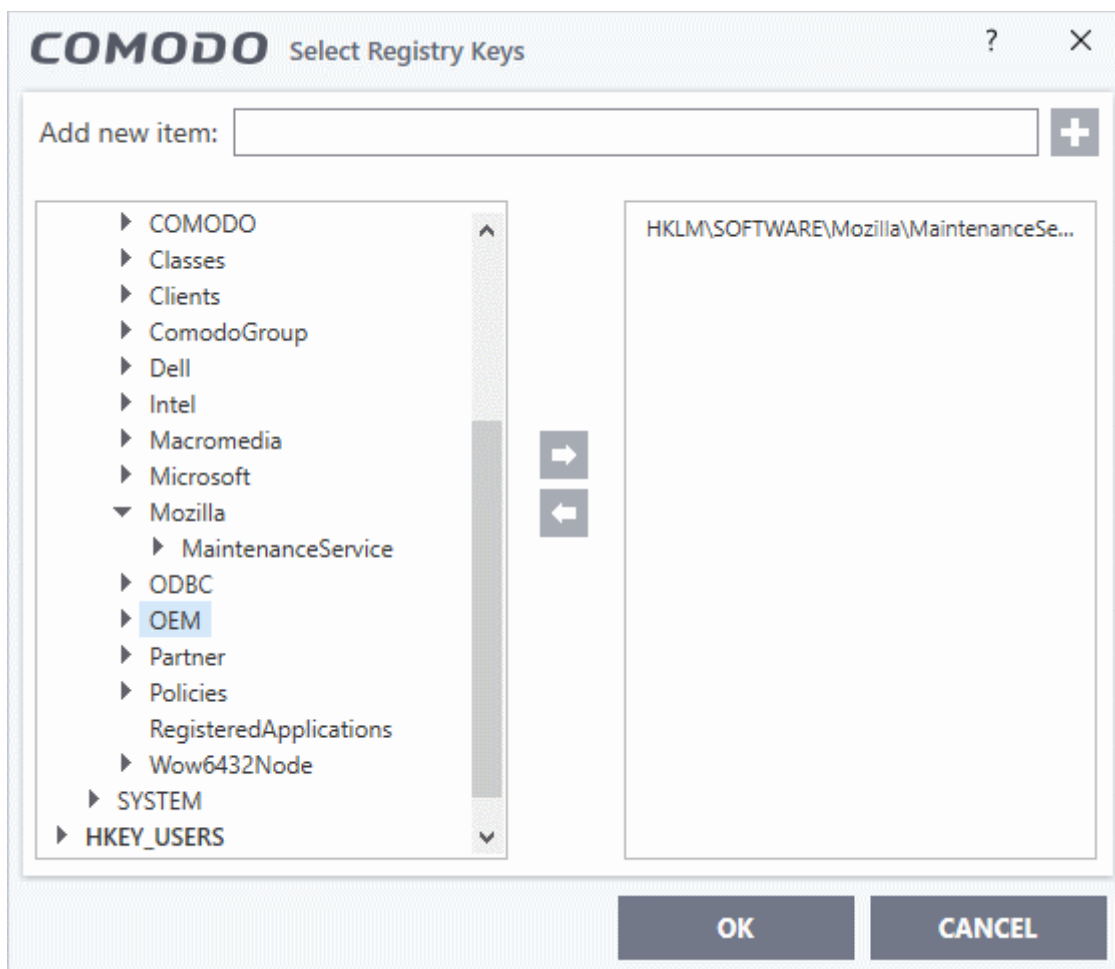 COMODO Select Registry Keys ?
Add new item:
COMODO
Classes
Clients
ComodoGroup
Dell
Intel
Macromedia
Microsoft
Mozilla
MaintenanceService
ODBC
OEM
Partner
Policies
RegisteredApplications
Wow6432Node
SYSTEM
HKEY_USERS
HKLM\SOFTWARE\Mozilla\MaintenanceSe...
OK CANCEL